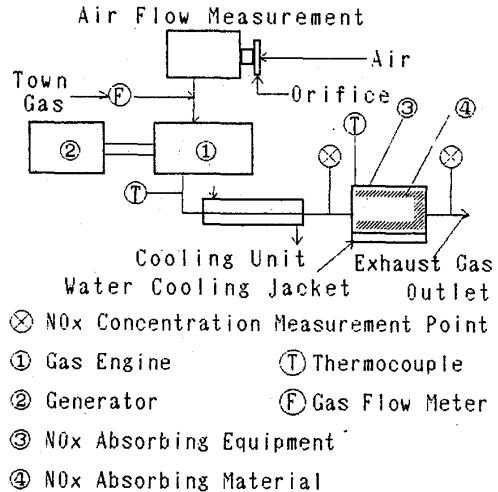 Air Flow Measurement
Air
Town
Gas
F
Orifice
③
④
T
②
①
T
Cooling Unit
Exhaust Gas
Water Cooling Jacket
Outlet
⊗ NOx Concentration Measurement Point
① Gas Engine
Ⓣ Thermocouple
② Generator
Ⓕ Gas Flow Meter
③ NOx Absorbing Equipment
④ NOx Absorbing Material